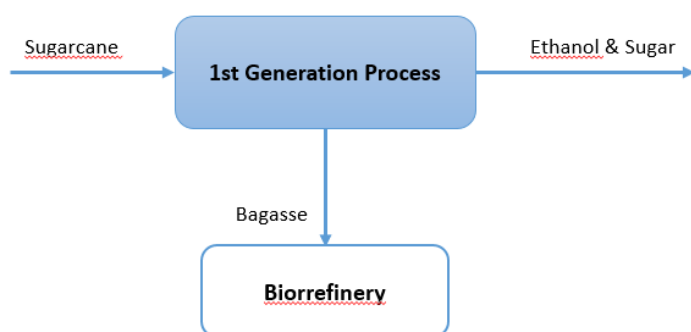 Sugarcane
Ethanol & Sugar
1st Generation Process
Bagasse
Biorrefinery